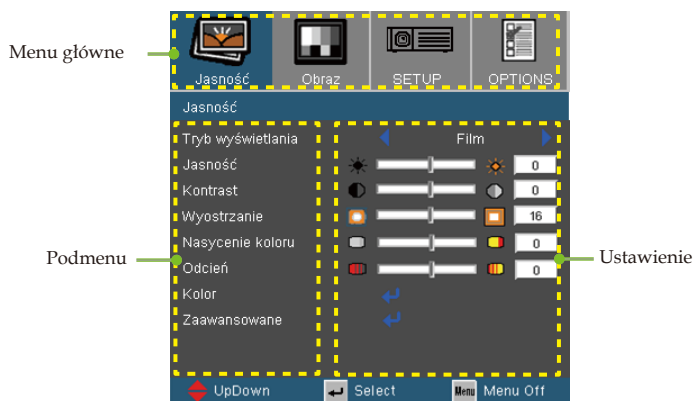 Menu główne
Jasność Obraz SETUP OPTIONS
Jasność
Tryb wyświetlania Film
Jasność 0
Kontrast 0
Wyostrzanie 16
Nasycenie koloru 0
Podmenu
Ustawienie
Odcień 0
Kolor
Zaawansowane
UpDown Select Menu Menu Off